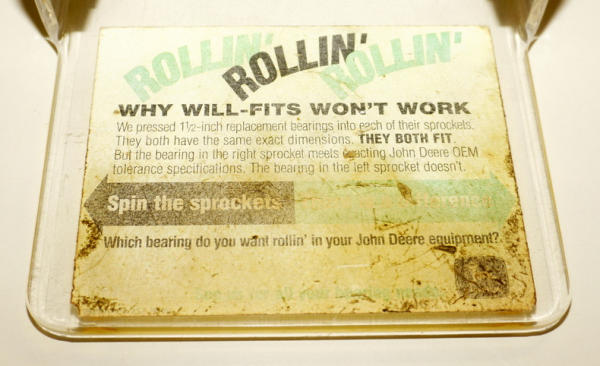 ROLLIN' ROLLIN' ROLLIN'
WHY WILL-FITS WON'T WORK
We pressed 1½-inch replacement bearings into each of their sprockets.
They both have the same exact dimensions. THEY BOTH FIT.
But the bearing in the right sprocket meets exacting John Deere OEM
tolerance specifications. The bearing in the left sprocket doesn't.
Spin the sprockets
Which bearing do you want rollin' in your John Deere equipment?